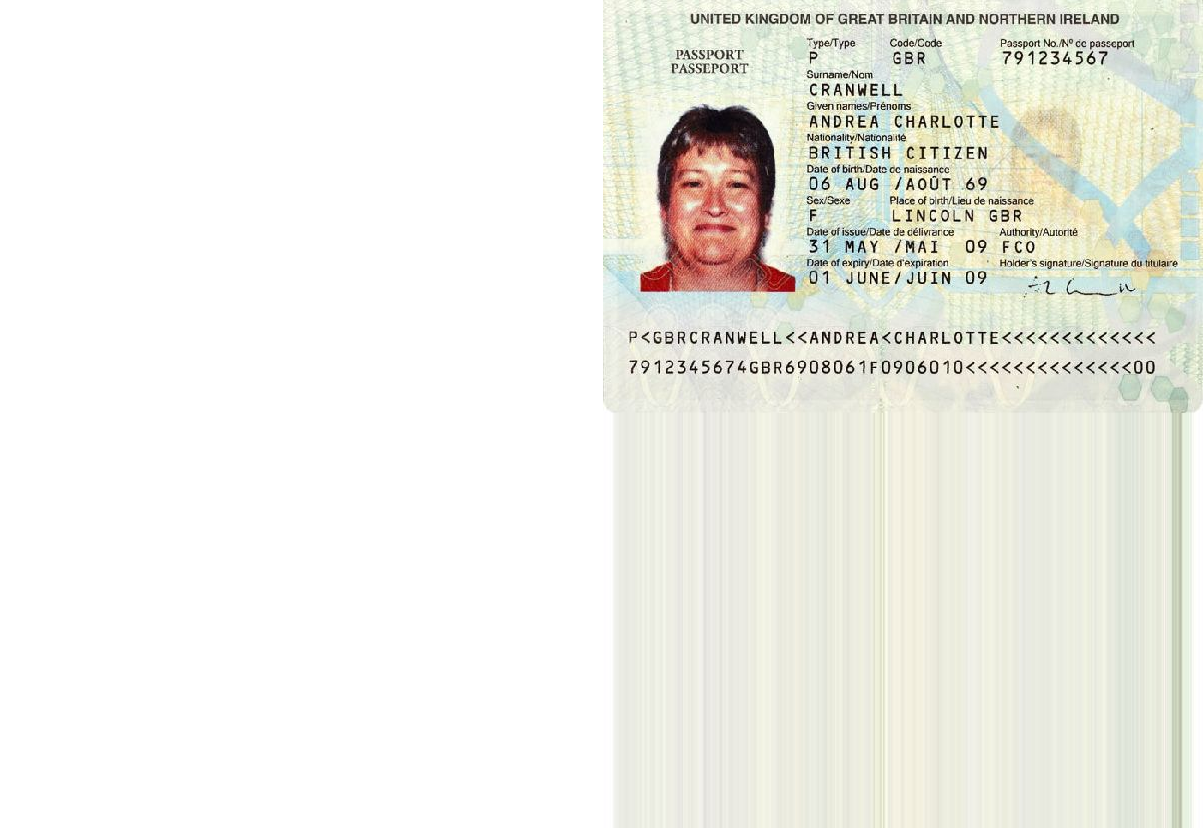 UNITED KINGDOM OF GREAT BRITAIN AND NORTHERN IRELAND
PASSPORT
PASSEPORT
Type/Type Code/Code Passport No./Nº de passeport
P GBR 791234567
Surname/Nom
CRANWELL
Given names/Prénoms
ANDREA CHARLOTTE
Nationality/Nationalité
BRITISH CITIZEN
Date of birth/Date de naissance
06 AUG /AOÛT 69
Sex/Sexe Place of birth/Lieu de naissance
F LINCOLN GBR
Date of issue/Date de délivrance Authority/Autorité
31 MAY /MAI 09 FCO
Date of expiry/Date d'expiration Holder's signature/Signature du titulaire
01 JUNE/JUIN 09
P<GBRCRANWELL<<ANDREA<CHARLOTTE<<<<<<<<<<<<<
7912345674GBR6908061F0906010<<<<<<<<<<<<<<00